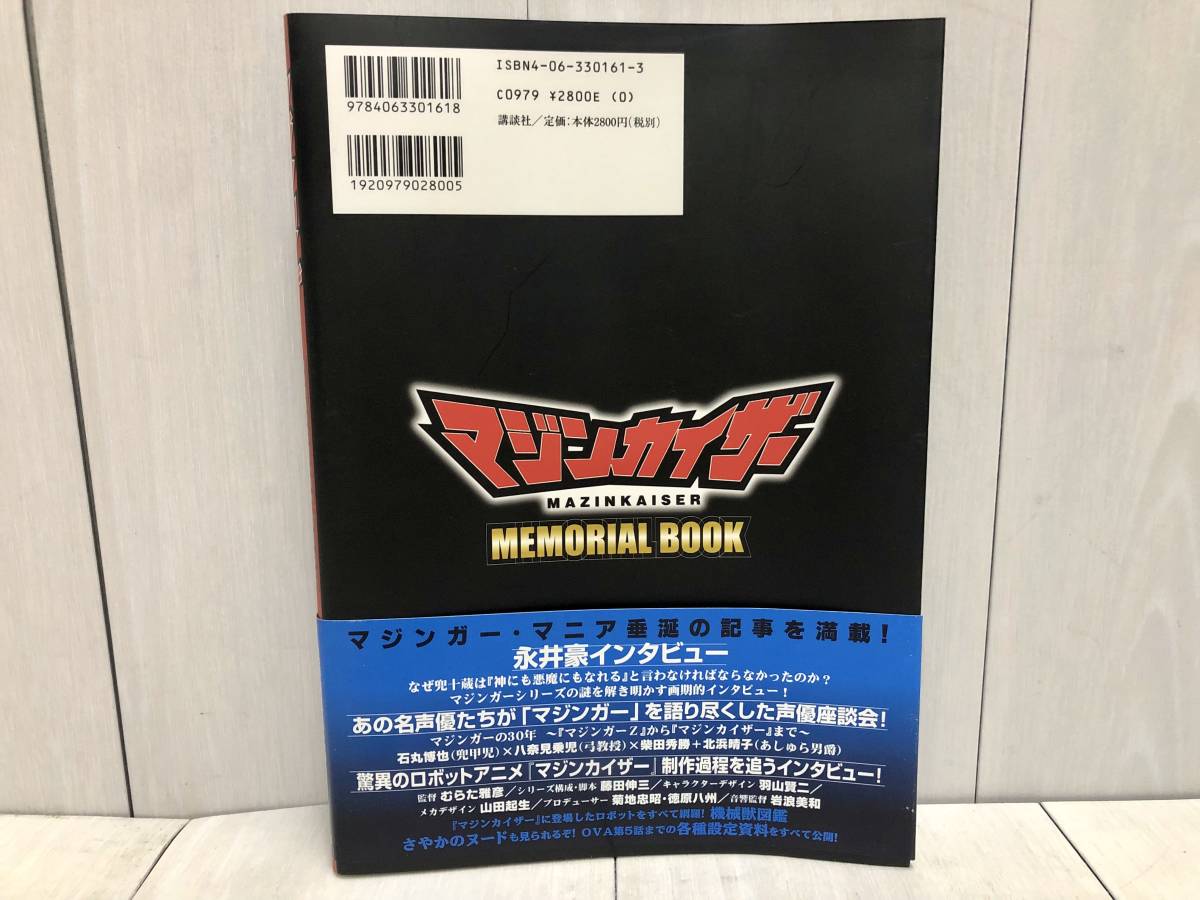 ISBN4-06-330161-3
C0979 ¥2800E (0)
講談社／定価：本体2800円（税別）
9784063301618
1920979028005
マジンカイザー
MAZINKAISER
MEMORIAL BOOK
マジンガー・マニア垂涎の記事を満載！
永井豪インタビュー
なぜ兜十蔵は『神にも悪魔にもなれる』と言わなければならなかったのか？
マジンガーシリーズの謎を解き明かす画期的インタビュー！
あの名声優たちが「マジンガー」を語り尽くした声優座談会！
マジンガーの30年 ～『マジンガーZ』から『マジンカイザー』まで～
石丸博也（兜甲児）×八奈見乗児（弓教授）×柴田秀勝＋北浜晴子（あしゅら男爵）
驚異のロボットアニメ『マジンカイザー』制作過程を追うインタビュー！
監督 むらた雅彦／シリーズ構成・脚本 藤田伸三／キャラクターデザイン 羽山賢二／
メカデザイン 山田起生／プロデューサー 菊地忠昭・徳原八州／音響監督 岩浪美和
『マジンカイザー』に登場したロボットをすべて網羅！ 機械獣図鑑
さやかのヌードも見られるぞ！ OVA第5話までの各種設定資料をすべて公開！